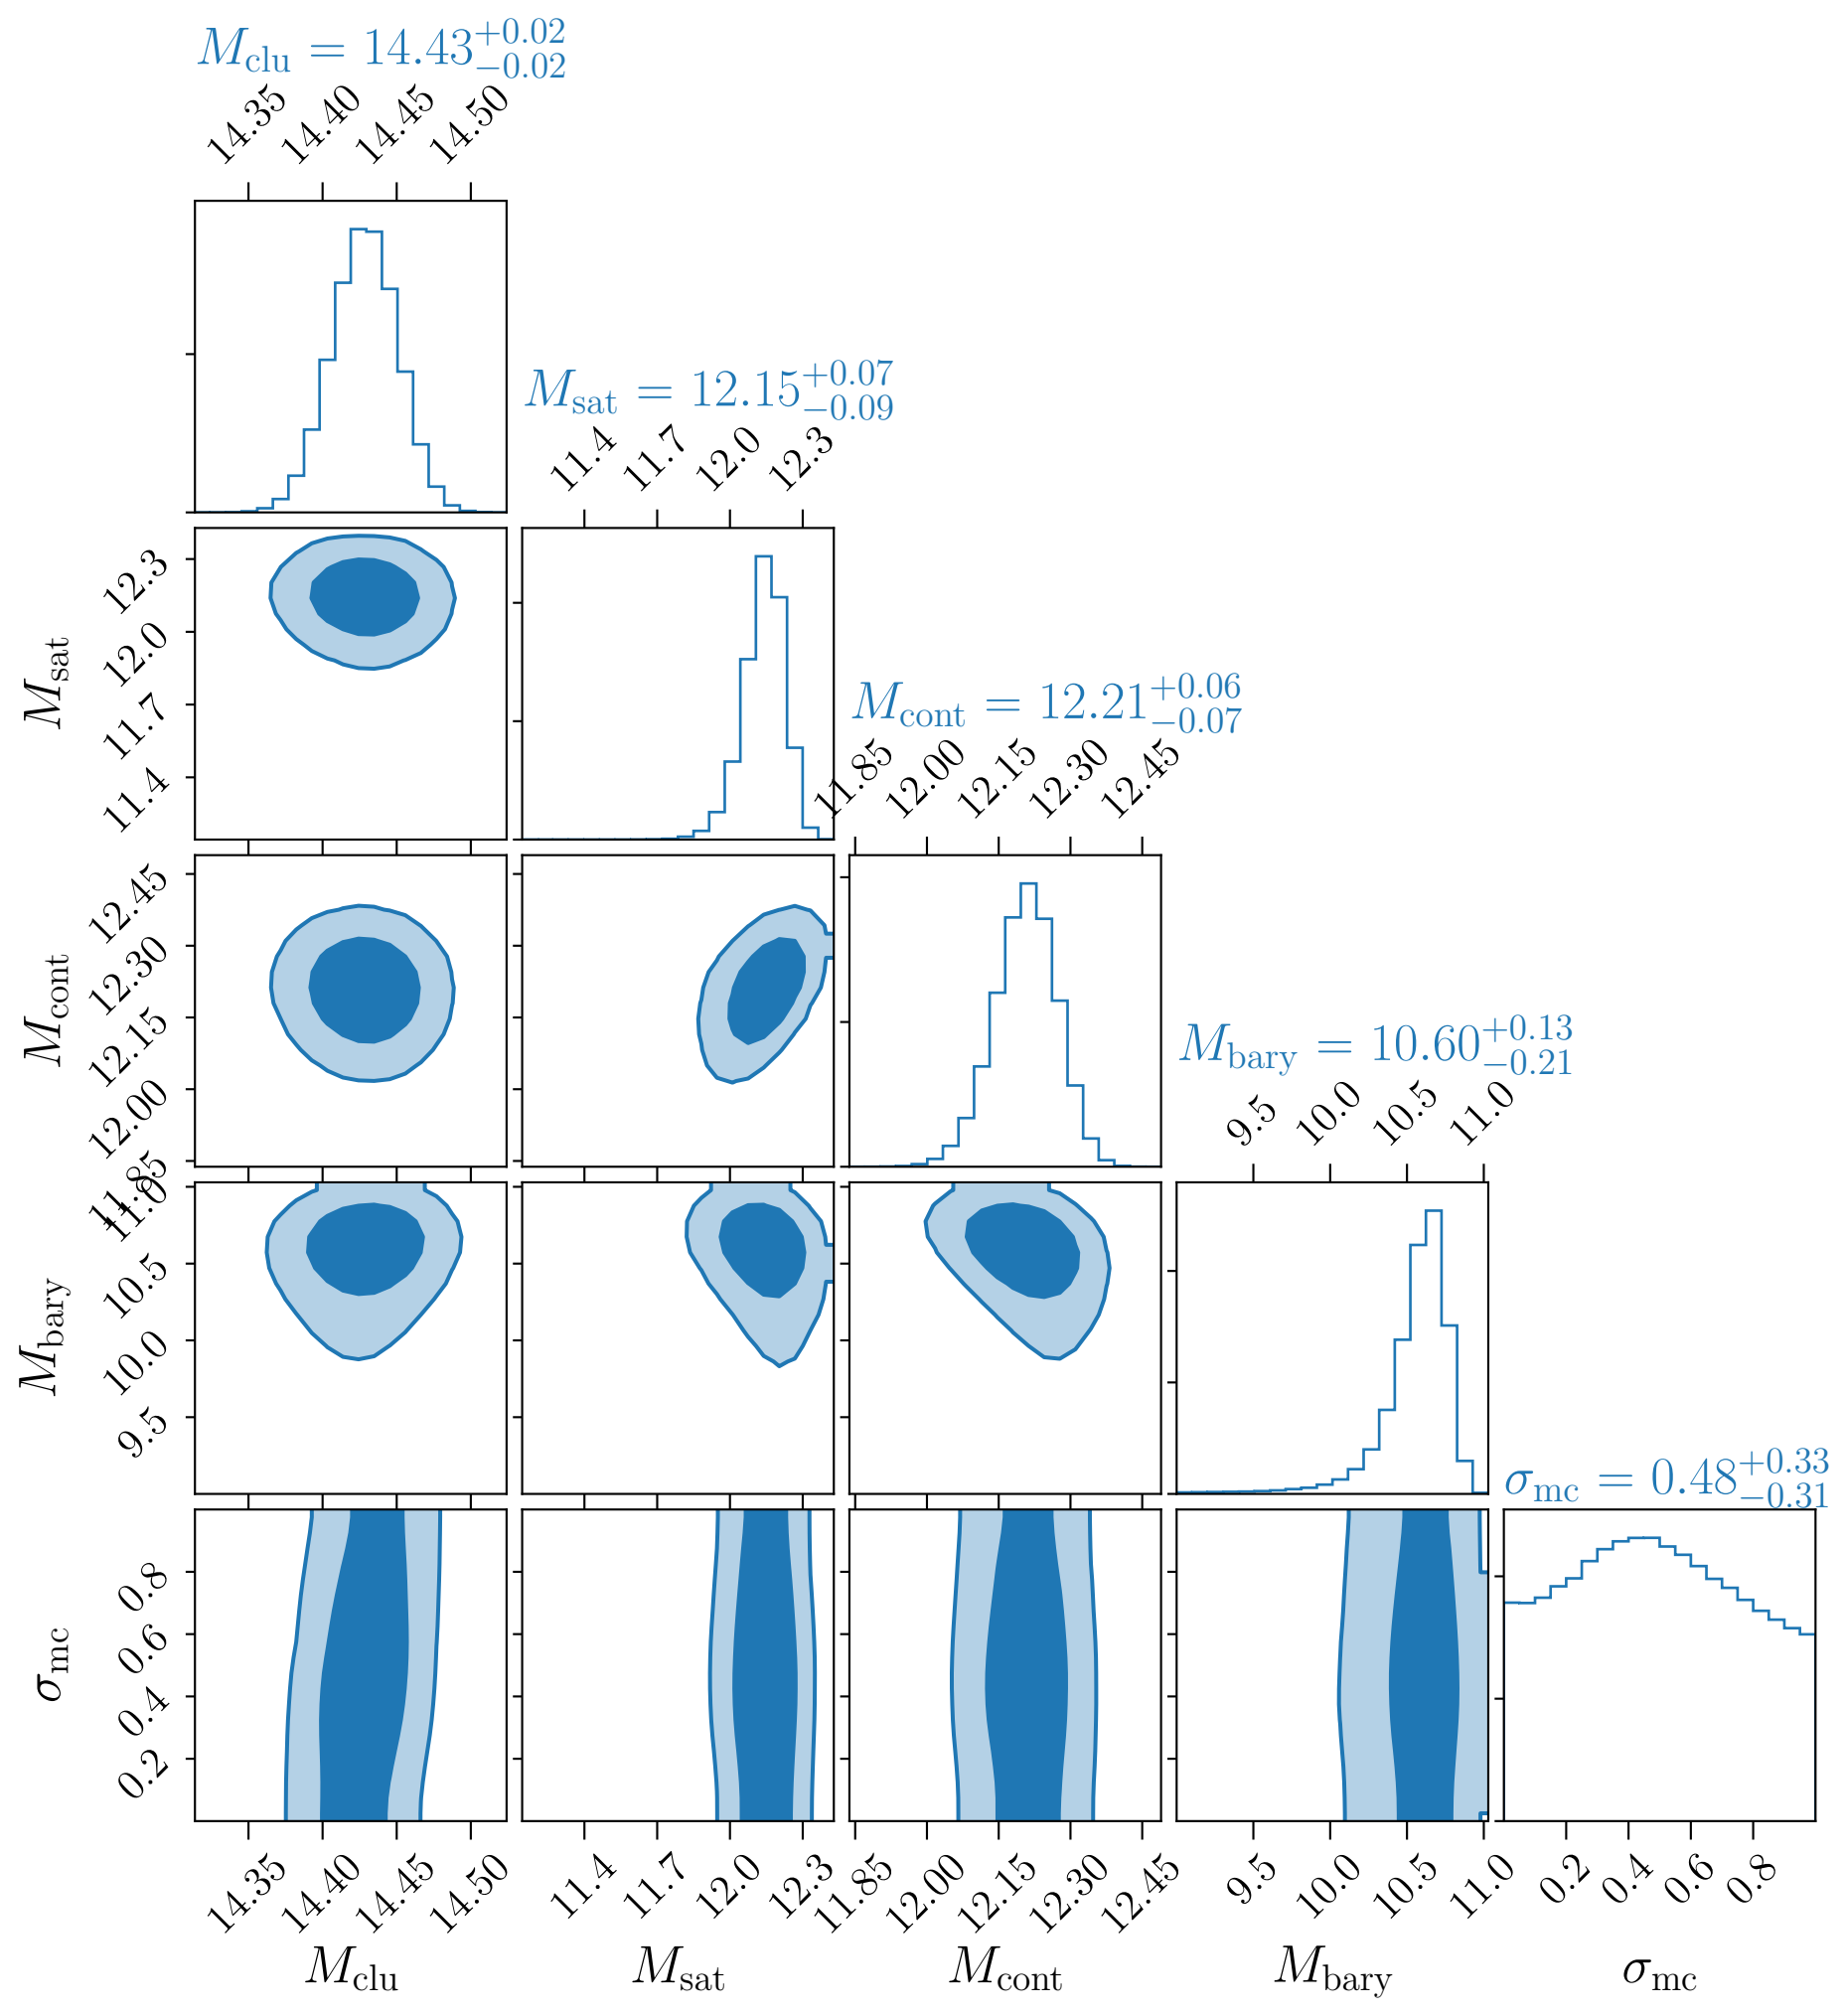 M_clu = 14.43^{+0.02}_{−0.02}
14.35 14.40 14.45 14.50
M_sat = 12.15^{+0.07}_{−0.09}
11.4 11.7 12.0 12.3
M_sat
12.3
12.0
11.7
11.4
M_cont = 12.21^{+0.06}_{−0.07}
11.85 12.00 12.15 12.30 12.45
M_cont
12.45
12.30
12.15
12.00
11.85
M_bary = 10.60^{+0.13}_{−0.21}
9.5 10.0 10.5 11.0
M_bary
11.0
10.5
10.0
9.5
σ_mc = 0.48^{+0.33}_{−0.31}
σ_mc
0.8
0.6
0.4
0.2
14.35 14.40 14.45 14.50 11.4 11.7 12.0 12.3 11.85 12.00 12.15 12.30 12.45 9.5 10.0 10.5 11.0 0.2 0.4 0.6 0.8
M_clu M_sat M_cont M_bary σ_mc